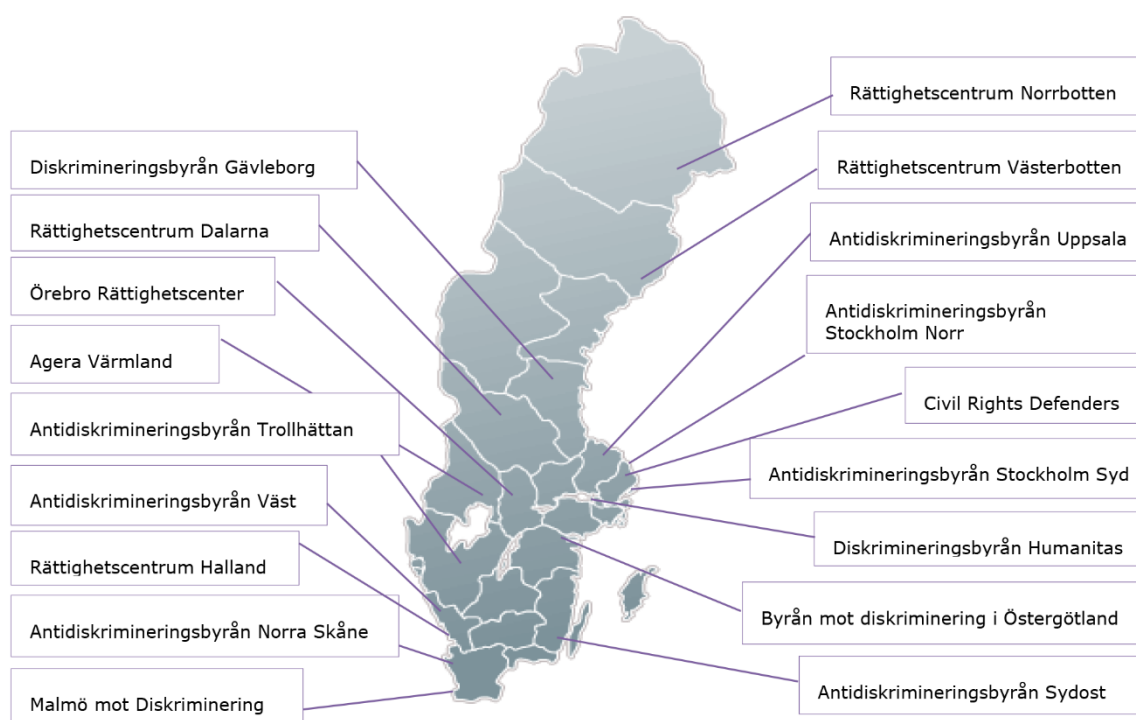 Diskrimineringsbyrån Gävleborg
Rättighetscentrum Dalarna
Örebro Rättighetscenter
Agera Värmland
Antidiskrimineringsbyrån Trollhättan
Antidiskrimineringsbyrån Väst
Rättighetscentrum Halland
Antidiskrimineringsbyrån Norra Skåne
Malmö mot Diskriminering
Rättighetscentrum Norrbotten
Rättighetscentrum Västerbotten
Antidiskrimineringsbyrån Uppsala
Antidiskrimineringsbyrån
Stockholm Norr
Civil Rights Defenders
Antidiskrimineringsbyrån Stockholm Syd
Diskrimineringsbyrån Humanitas
Byrån mot diskriminering i Östergötland
Antidiskrimineringsbyrån Sydost